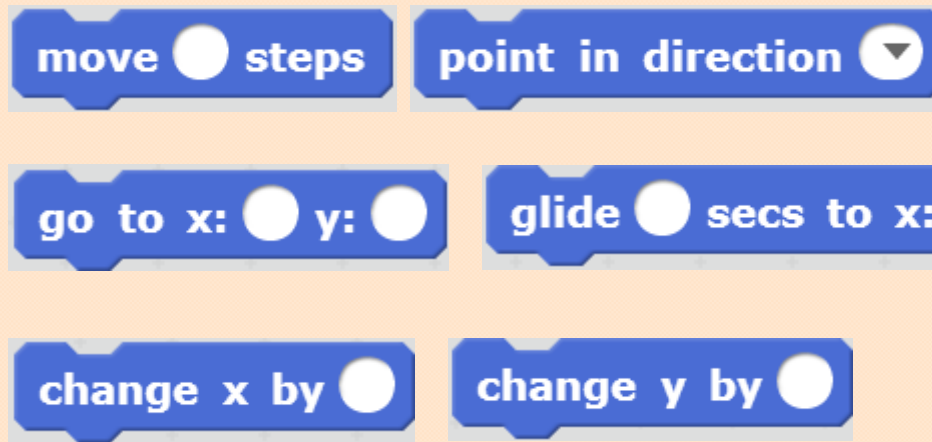 move steps point in direction
go to x: y: glide secs to x:
change x by change y by